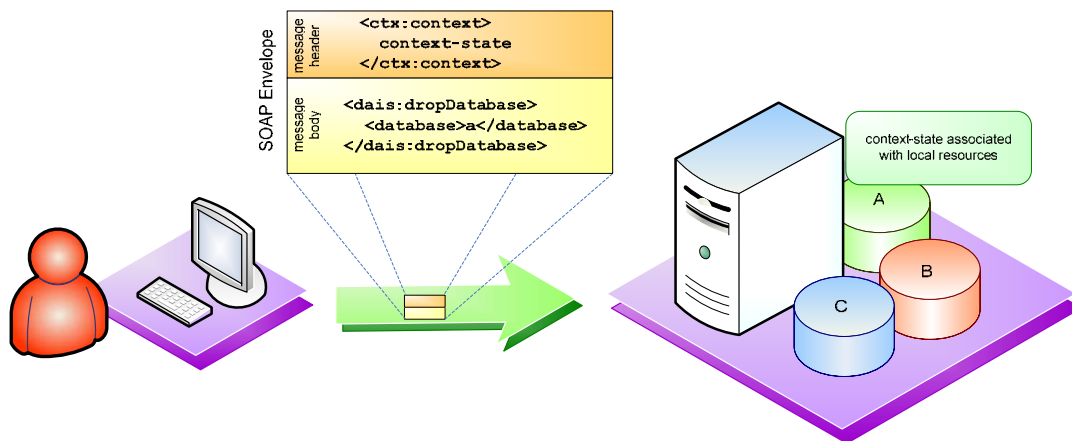 SOAP Envelope
message
header
<ctx:context>
context-state
</ctx:context>
message
body
<dais:dropDatabase>
<database>a</database>
</dais:dropDatabase>
context-state associated
with local resources
A
B
C